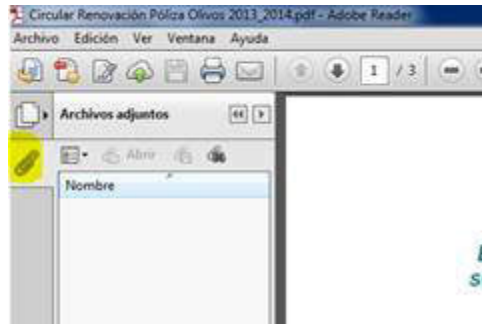 Circular Renovación Póliza Olivos 2013_2014.pdf - Adobe Reader
Archivo Edición Ver Ventana Ayuda
1 / 3
Archivos adjuntos
Abrir
Nombre